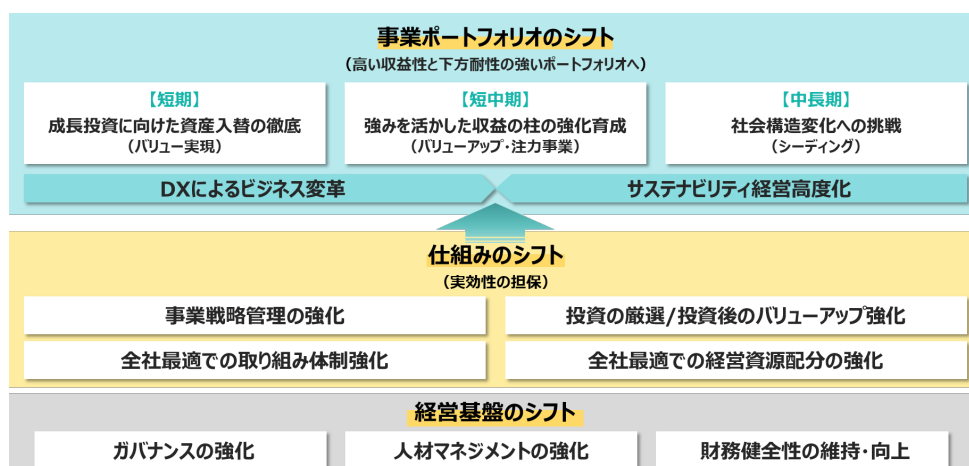 事業ポートフォリオのシフト
(高い収益性と下方耐性の強いポートフォリオへ)
【短期】
成長投資に向けた資産入替の徹底
(バリュー実現)
【短中期】
強みを活かした収益の柱の強化育成
(バリューアップ・注力事業)
【中長期】
社会構造変化への挑戦
(シーディング)
DXによるビジネス変革
サステナビリティ経営高度化
仕組みのシフト
(実効性の担保)
事業戦略管理の強化
投資の厳選/投資後のバリューアップ強化
全社最適での取り組み体制強化
全社最適での経営資源配分の強化
経営基盤のシフト
ガバナンスの強化
人材マネジメントの強化
財務健全性の維持・向上